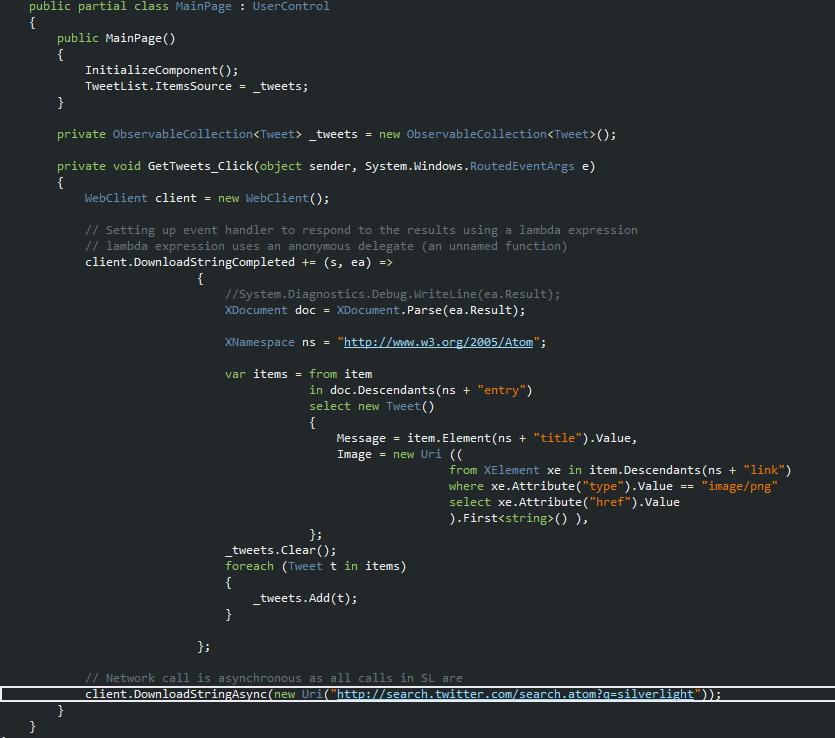 public partial class MainPage : UserControl
{
public MainPage()
{
InitializeComponent();
TweetList.ItemsSource = _tweets;
}
private ObservableCollection<Tweet> _tweets = new ObservableCollection<Tweet>();
private void GetTweets_Click(object sender, System.Windows.RoutedEventArgs e)
{
WebClient client = new WebClient();
// Setting up event handler to respond to the results using a lambda expression
// lambda expression uses an anonymous delegate (an unnamed function)
client.DownloadStringCompleted += (s, ea) =>
{
//System.Diagnostics.Debug.WriteLine(ea.Result);
XDocument doc = XDocument.Parse(ea.Result);
XNamespace ns = "http://www.w3.org/2005/Atom";
var items = from item
in doc.Descendants(ns + "entry")
select new Tweet()
{
Message = item.Element(ns + "title").Value,
Image = new Uri ((
from XElement xe in item.Descendants(ns + "link")
where xe.Attribute("type").Value == "image/png"
select xe.Attribute("href").Value
).First<string>() ),
};
_tweets.Clear();
foreach (Tweet t in items)
{
_tweets.Add(t);
}
};
// Network call is asynchronous as all calls in SL are
client.DownloadStringAsync(new Uri("http://search.twitter.com/search.atom?q=silverlight"));
}
}